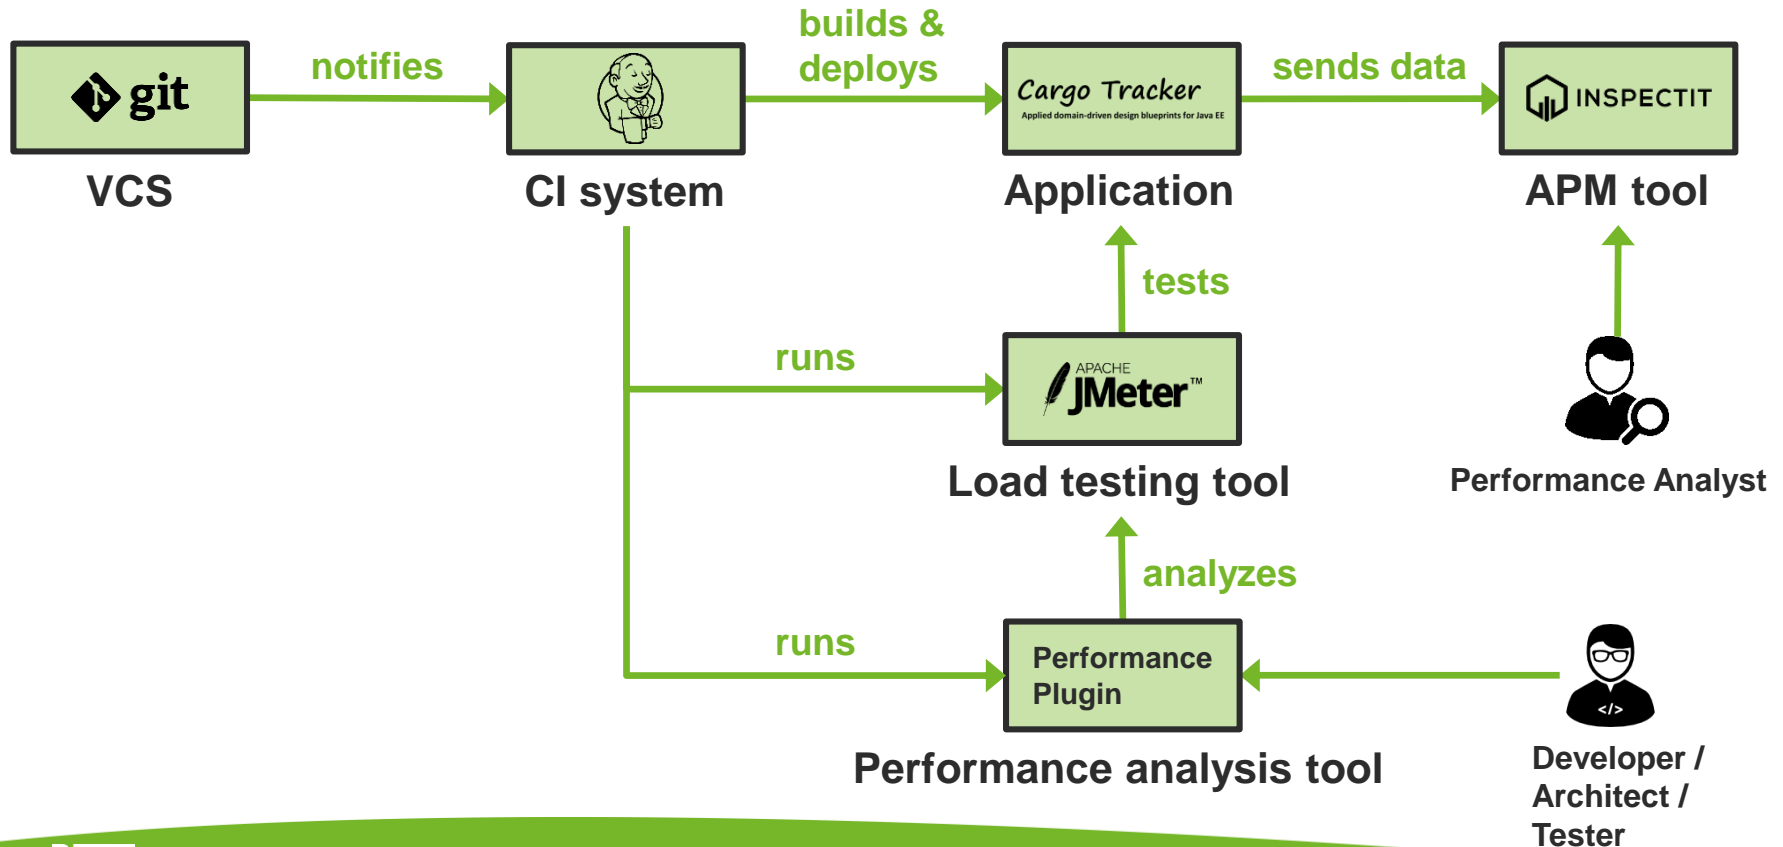 builds &
deploys
notifies
sends data
git
Cargo Tracker
Applied domain-driven design blueprints for Java EE
INSPECTIT
VCS
CI system
Application
APM tool
tests
runs
APACHE
JMeter™
Load testing tool
Performance Analyst
analyzes
runs
Performance
Plugin
</>
Performance analysis tool
Developer /
Architect /
Tester